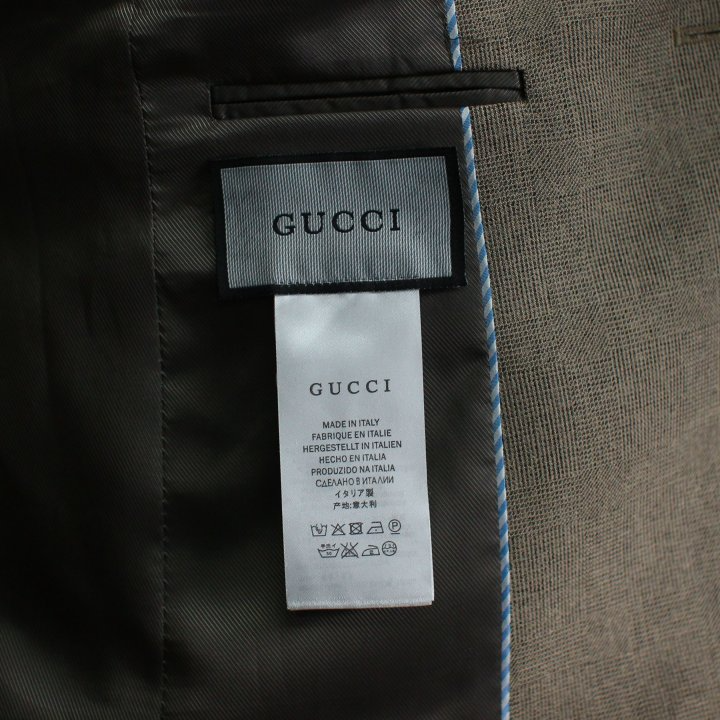 GUCCI
GUCCI
MADE IN ITALY
FABRIQUE EN ITALIE
HERGESTELLT IN ITALIEN
HECHO EN ITALIA
PRODUZIDO NA ITALIA
СДЕЛАНО В ИТАЛИИ
イタリア製
产地:意大利
P